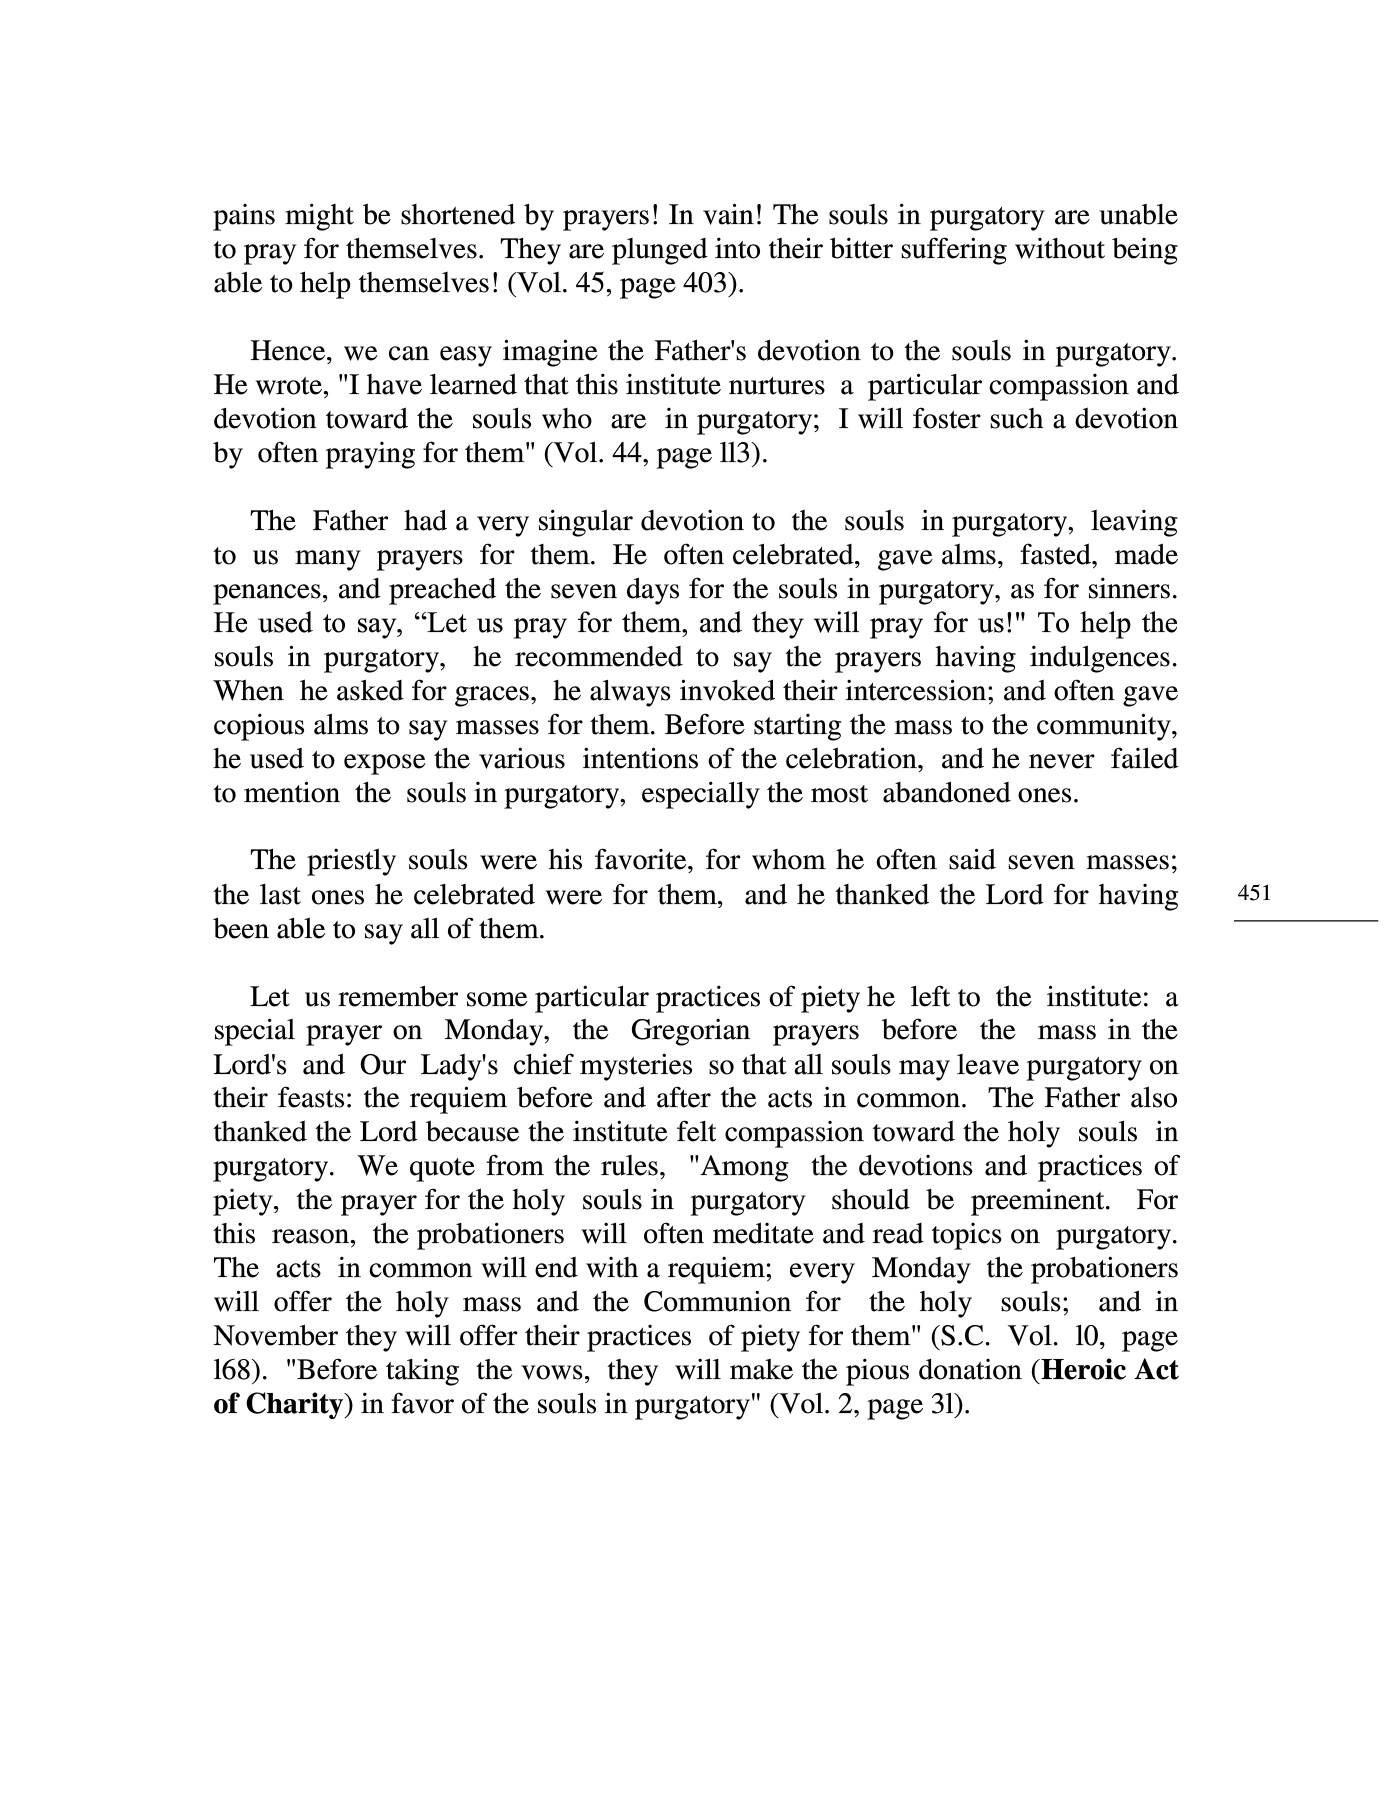 pains might be shortened by prayers! In vain! The souls in purgatory are unable
to pray for themselves. They are plunged into their bitter suffering without being
able to help themselves! (Vol. 45, page 403).
Hence, we can easy imagine the Father's devotion to the souls in purgatory.
He wrote, "I have learned that this institute nurtures a particular compassion and
devotion toward the souls who are in purgatory; I will foster such a devotion
by often praying for them" (Vol. 44, page ll3).
The Father had a very singular devotion to the souls in purgatory, leaving
to us many prayers for them. He often celebrated, gave alms, fasted, made
penances, and preached the seven days for the souls in purgatory, as for sinners.
He used to say, “Let us pray for them, and they will pray for us!" To help the
souls in purgatory, he recommended to say the prayers having indulgences.
When he asked for graces, he always invoked their intercession; and often gave
copious alms to say masses for them. Before starting the mass to the community,
he used to expose the various intentions of the celebration, and he never failed
to mention the souls in purgatory, especially the most abandoned ones.
The priestly souls were his favorite, for whom he often said seven masses;
the last ones he celebrated were for them, and he thanked the Lord for having
been able to say all of them.
451
Let us remember some particular practices of piety he left to the institute: a
special prayer on Monday, the Gregorian prayers before the mass in the
Lord's and Our Lady's chief mysteries so that all souls may leave purgatory on
their feasts: the requiem before and after the acts in common. The Father also
thanked the Lord because the institute felt compassion toward the holy souls in
purgatory. We quote from the rules, "Among the devotions and practices of
piety, the prayer for the holy souls in purgatory should be preeminent. For
this reason, the probationers will often meditate and read topics on purgatory.
The acts in common will end with a requiem; every Monday the probationers
will offer the holy mass and the Communion for the holy souls; and in
November they will offer their practices of piety for them" (S.C. Vol. l0, page
l68). "Before taking the vows, they will make the pious donation (Heroic Act
of Charity) in favor of the souls in purgatory" (Vol. 2, page 3l).